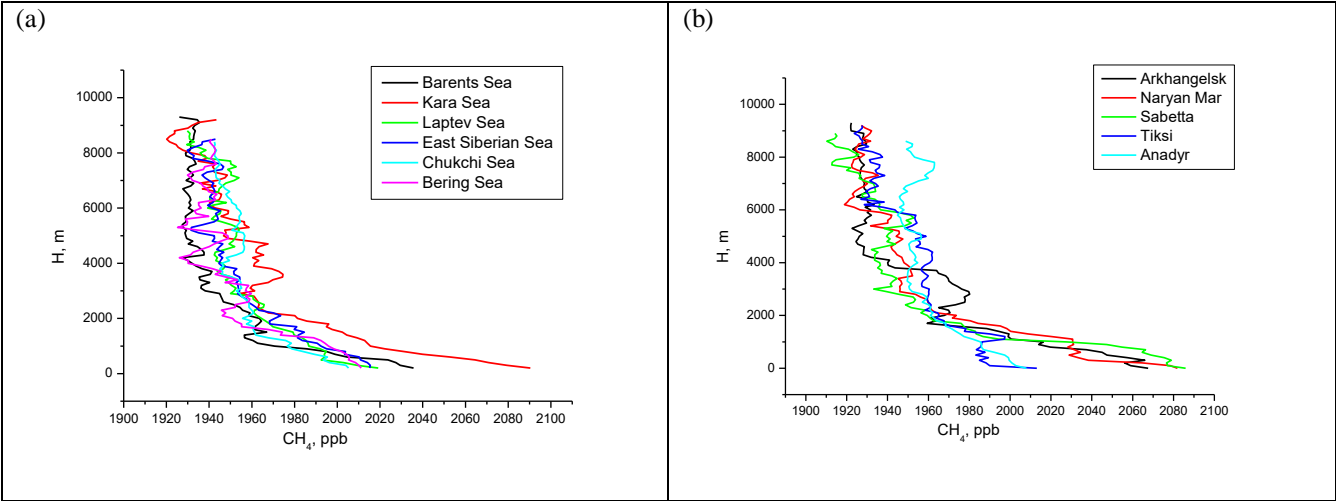 (a)
Barents Sea
Kara Sea
Laptev Sea
East Siberian Sea
Chukchi Sea
Bering Sea
10000
8000
6000
4000
2000
0
H, m
1900 1920 1940 1960 1980 2000 2020 2040 2060 2080 2100
CH4, ppb
(b)
Arkhangelsk
Naryan Mar
Sabetta
Tiksi
Anadyr
10000
8000
6000
4000
2000
0
H, m
1900 1920 1940 1960 1980 2000 2020 2040 2060 2080 2100
CH4, ppb